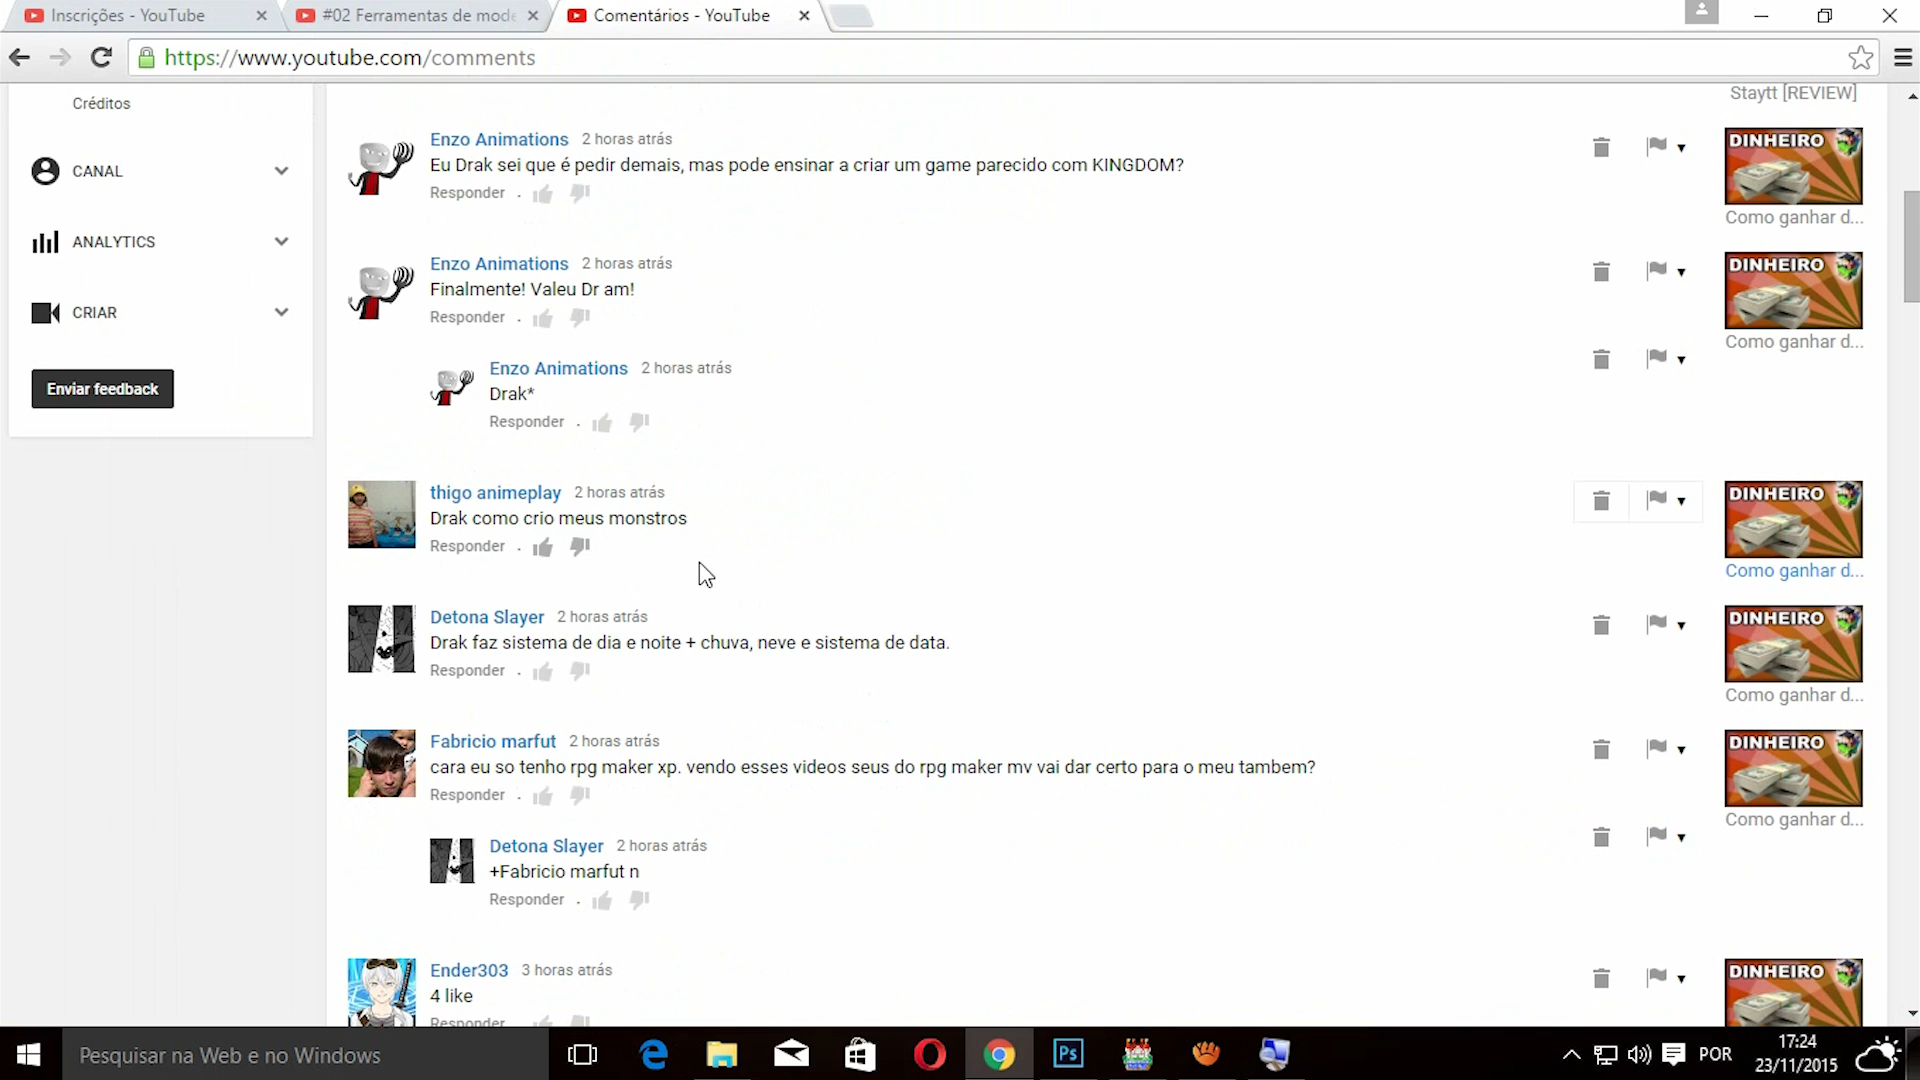 Inscrições - YouTube
#02 Ferramentas de mod
Comentários - YouTube
https://www.youtube.com/comments
Créditos
CANAL
ANALYTICS
CRIAR
Enviar feedback
Staytt [REVIEW]
Enzo Animations 2 horas atrás
Eu Drak sei que é pedir demais, mas pode ensinar a criar um game parecido com KINGDOM?
Responder .
DINHEIRO
Como ganhar d...
Enzo Animations 2 horas atrás
Finalmente! Valeu Dr am!
Responder .
DINHEIRO
Como ganhar d...
Enzo Animations 2 horas atrás
Drak*
Responder .
thigo animeplay 2 horas atrás
Drak como crio meus monstros
Responder .
DINHEIRO
Como ganhar d...
Detona Slayer 2 horas atrás
Drak faz sistema de dia e noite + chuva, neve e sistema de data.
Responder .
DINHEIRO
Como ganhar d...
Fabricio marfut 2 horas atrás
cara eu so tenho rpg maker xp. vendo esses videos seus do rpg maker mv vai dar certo para o meu tambem?
Responder .
DINHEIRO
Como ganhar d...
Detona Slayer 2 horas atrás
+Fabricio marfut n
Responder .
Ender303 3 horas atrás
4 like
Responder
DINHEIRO
Pesquisar na Web e no Windows
Ps
POR
17:24
23/11/2015